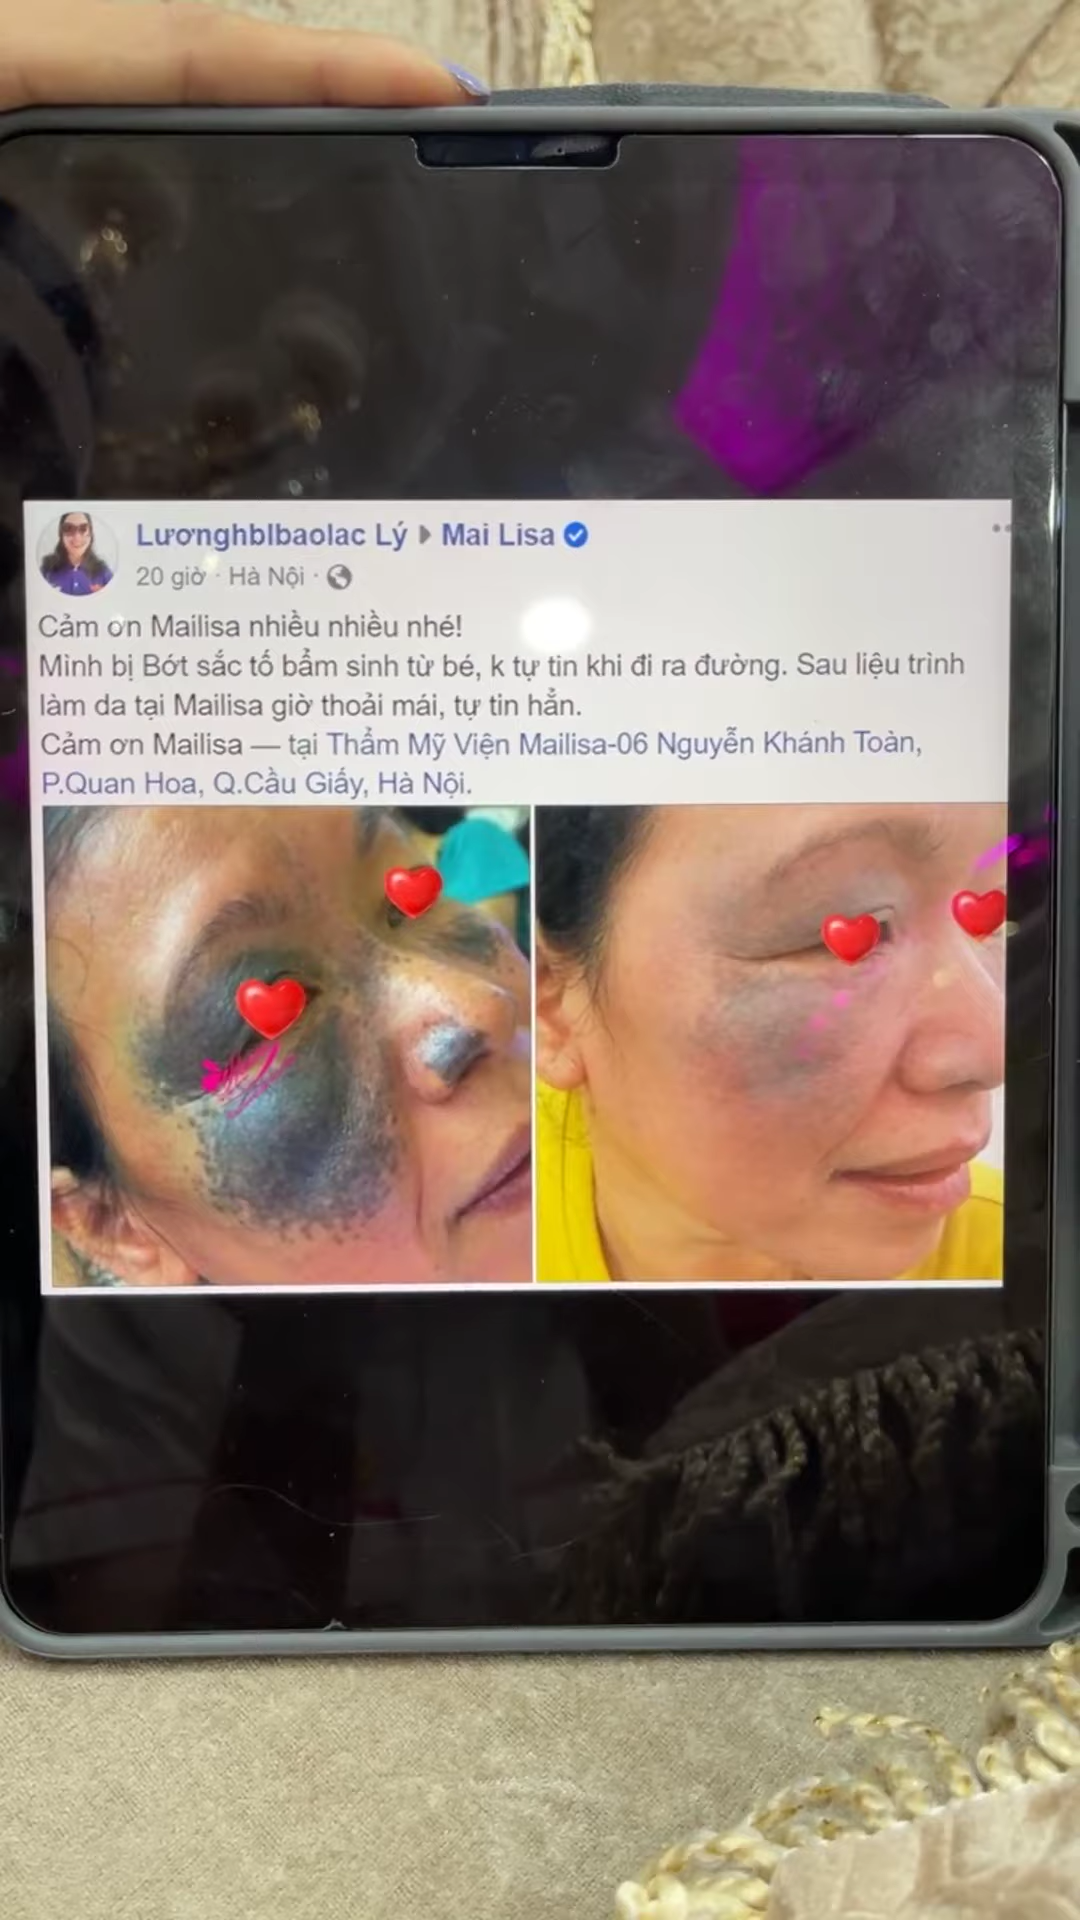 Lươnghblbaolac Lý ▸ Mai Lisa
20 giờ · Hà Nội ·
Cảm ơn Mailisa nhiều nhiều nhé!
Mình bị Bớt sắc tố bẩm sinh từ bé, k tự tin khi đi ra đường. Sau liệu trình
làm da tại Mailisa giờ thoải mái, tự tin hẳn.
Cảm ơn Mailisa — tại Thẩm Mỹ Viện Mailisa-06 Nguyễn Khánh Toàn,
P.Quan Hoa, Q.Cầu Giấy, Hà Nội.